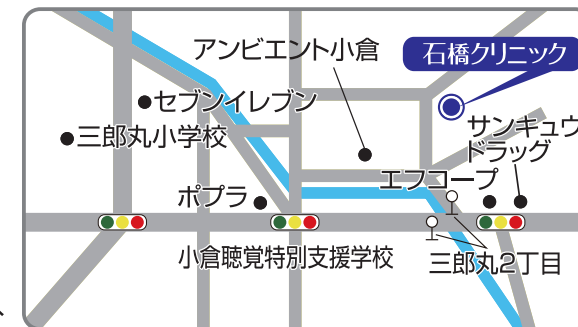 アンビエント小倉
石橋クリニック
セブンイレブン
三郎丸小学校
サンキュウ
ドラッグ
エフコープ
ポプラ
小倉聴覚特別支援学校
三郎丸2丁目